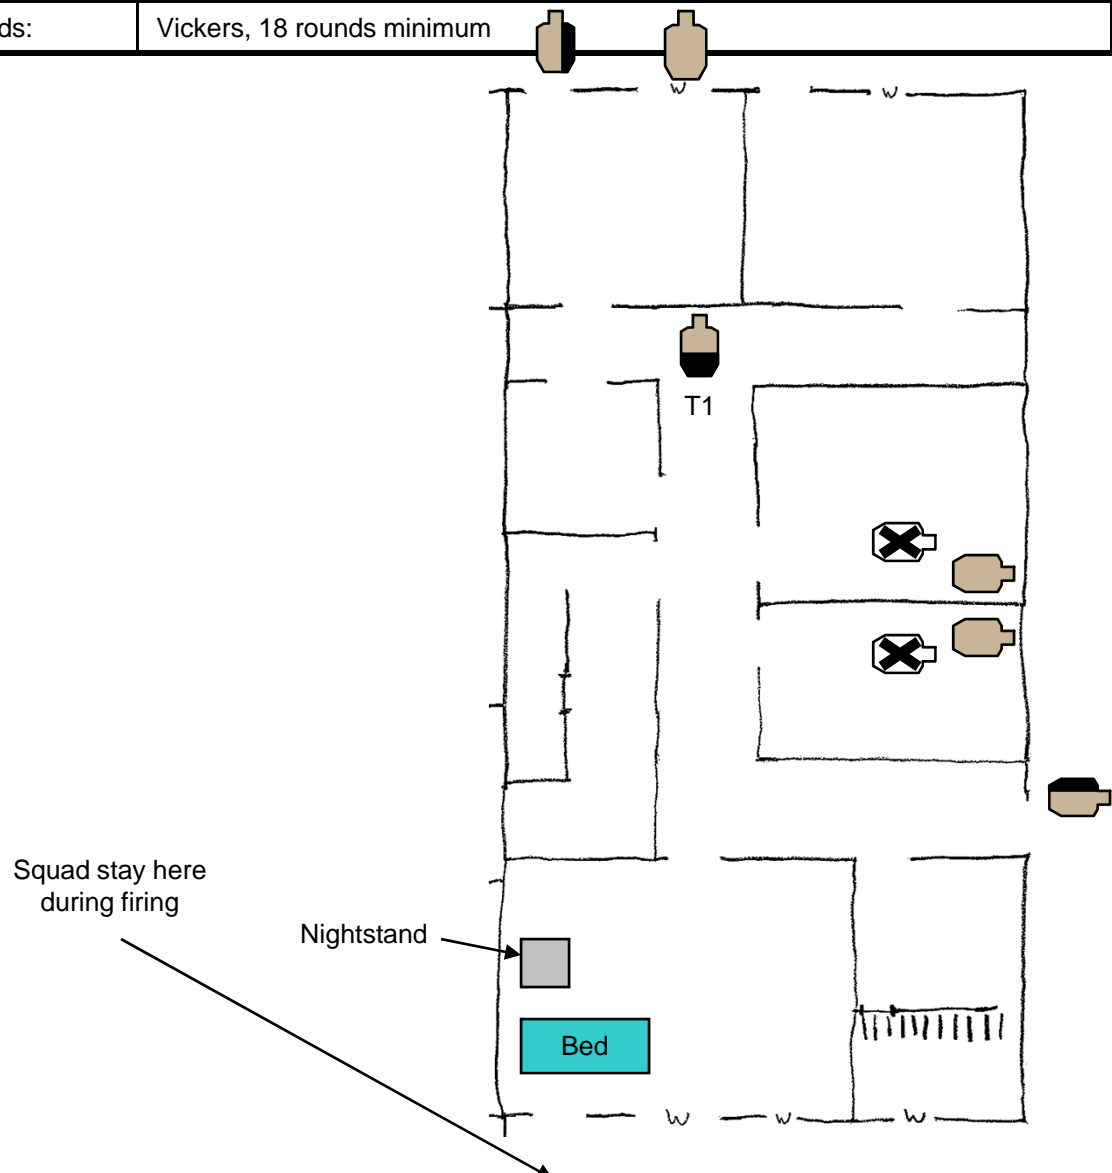 ds:
Vickers, 18 rounds minimum
W
W
T1
Squad stay here
during firing
Nightstand
Bed
W
W
W